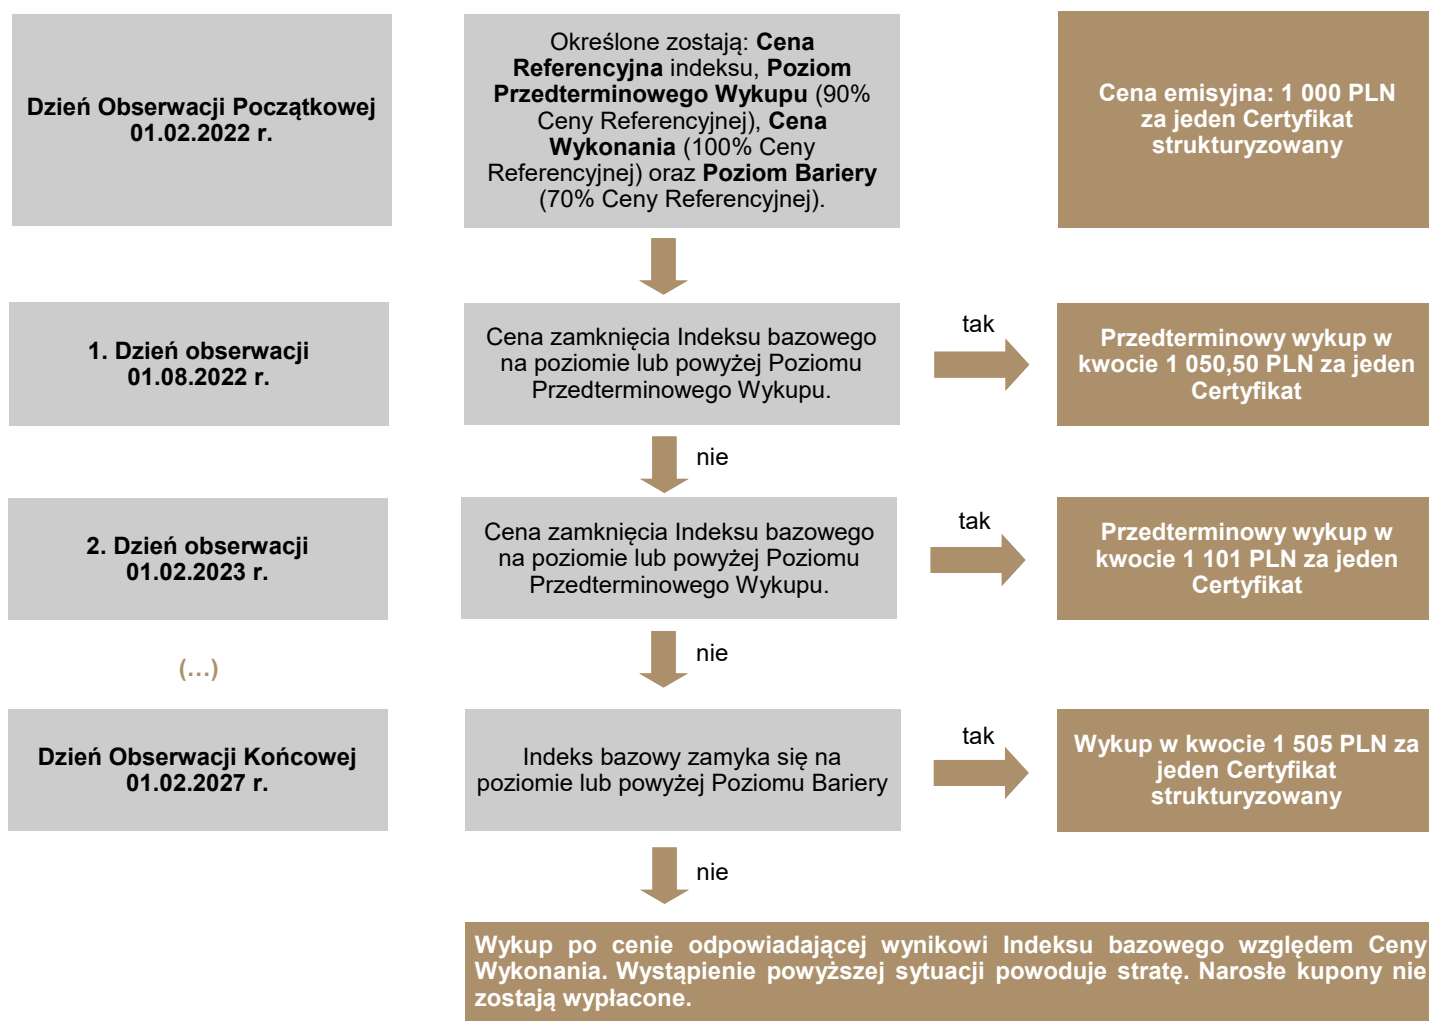 Dzień Obserwacji Początkowej
01.02.2022 r.
Określone zostają: Cena
Referencyjna indeksu, Poziom
Przedterminowego Wykupu (90%
Ceny Referencyjnej), Cena
Wykonania (100% Ceny
Referencyjnej) oraz Poziom Bariery
(70% Ceny Referencyjnej).
Cena emisyjna: 1 000 PLN
za jeden Certyfikat
strukturyzowany
1. Dzień obserwacji
01.08.2022 r.
Cena zamknięcia Indeksu bazowego
na poziomie lub powyżej Poziomu
Przedterminowego Wykupu.
tak
Przedterminowy wykup w
kwocie 1 050,50 PLN za jeden
Certyfikat
nie
2. Dzień obserwacji
01.02.2023 r.
Cena zamknięcia Indeksu bazowego
na poziomie lub powyżej Poziomu
Przedterminowego Wykupu.
tak
Przedterminowy wykup w
kwocie 1 101 PLN za jeden
Certyfikat
nie
(…)
Dzień Obserwacji Końcowej
01.02.2027 r.
Indeks bazowy zamyka się na
poziomie lub powyżej Poziomu Bariery
tak
Wykup w kwocie 1 505 PLN za
jeden Certyfikat
strukturyzowany
nie
Wykup po cenie odpowiadającej wynikowi Indeksu bazowego względem Ceny
Wykonania. Wystąpienie powyższej sytuacji powoduje stratę. Narosłe kupony nie
zostają wypłacone.